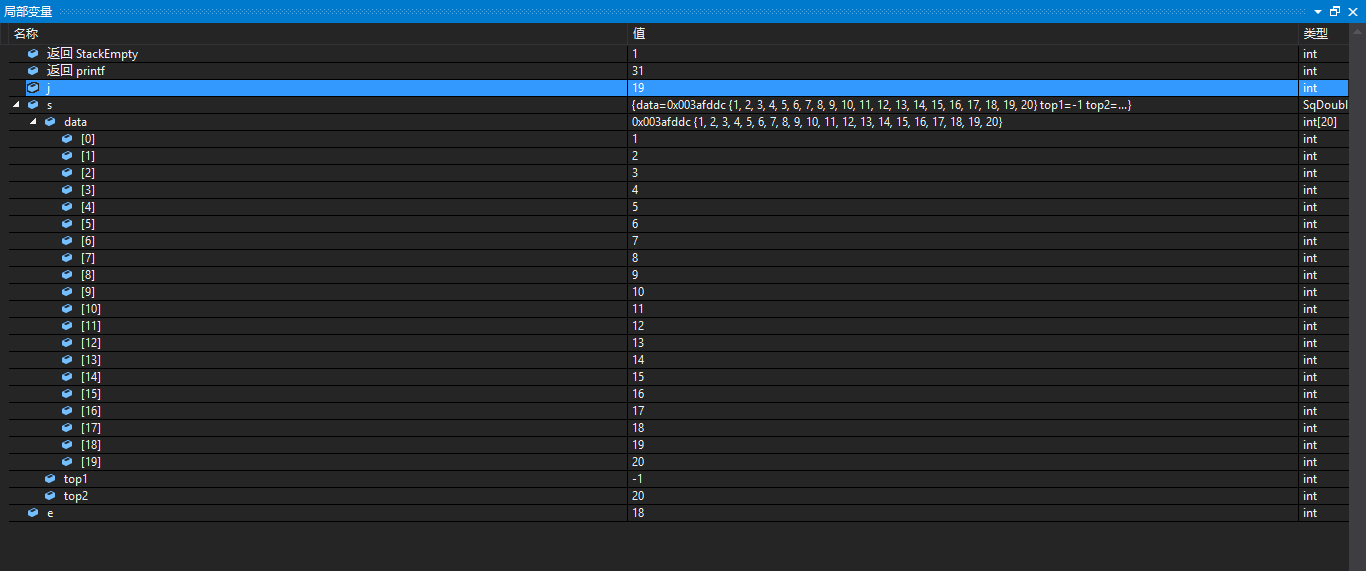 局部变量
名称 值 类型
返回 StackEmpty 1 int
返回 printf 31 int
j 19 int
s {data=0x003afddc {1, 2, 3, 4, 5, 6, 7, 8, 9, 10, 11, 12, 13, 14, 15, 16, 17, 18, 19, 20} top1=-1 top2=...} SqDoubl
data 0x003afddc {1, 2, 3, 4, 5, 6, 7, 8, 9, 10, 11, 12, 13, 14, 15, 16, 17, 18, 19, 20} int[20]
[0] 1 int
[1] 2 int
[2] 3 int
[3] 4 int
[4] 5 int
[5] 6 int
[6] 7 int
[7] 8 int
[8] 9 int
[9] 10 int
[10] 11 int
[11] 12 int
[12] 13 int
[13] 14 int
[14] 15 int
[15] 16 int
[16] 17 int
[17] 18 int
[18] 19 int
[19] 20 int
top1 -1 int
top2 20 int
e 18 int